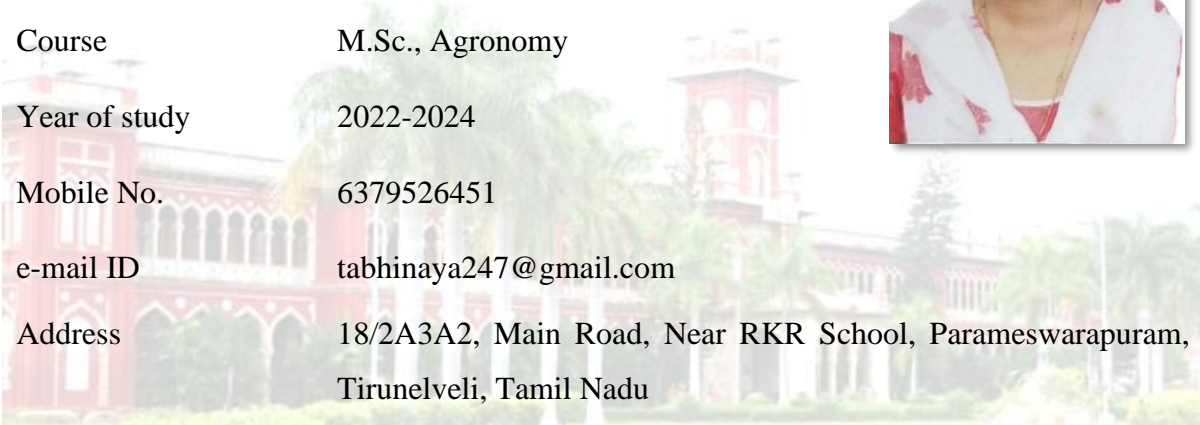 Course M.Sc., Agronomy
Year of study 2022-2024
Mobile No. 6379526451
e-mail ID tabhinaya247@gmail.com
Address 18/2A3A2, Main Road, Near RKR School, Parameswarapuram,
Tirunelveli, Tamil Nadu